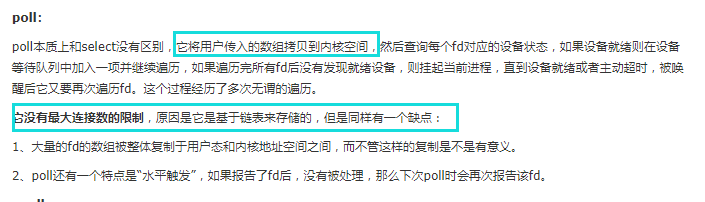 poll:
poll本质上和select没有区别，它将用户传入的数组拷贝到内核空间，然后查询每个fd对应的设备状态，如果设备就绪则在设备
等待队列中加入一项并继续遍历，如果遍历完所有fd后没有发现就绪设备，则挂起当前进程，直到设备就绪或者主动超时，被唤
醒后它又要再次遍历fd。这个过程经历了多次无谓的遍历。
它没有最大连接数的限制，原因是它是基于链表来存储的，但是同样有一个缺点：
1、大量的fd的数组被整体复制于用户态和内核地址空间之间，而不管这样的复制是不是有意义。
2、poll还有一个特点是“水平触发”，如果报告了fd后，没有被处理，那么下次poll时会再次报告该fd。